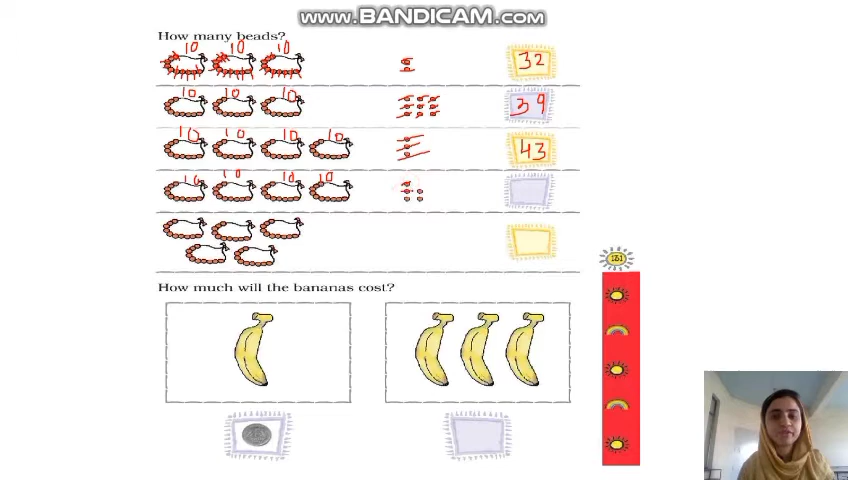 www.BANDICAM.com
How many beads?
10 10 10
32
10 10 10
39
10 10 10 10
43
10 10 10 10
How much will the bananas cost?